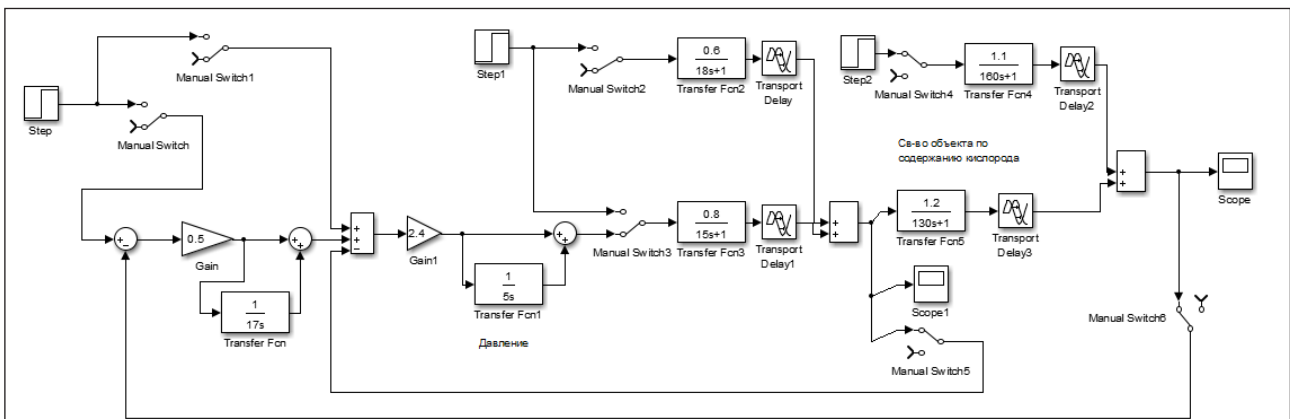 Manual Switch1
Step
Manual Switch
+
−
0.5
Gain
+
+
1
17s
Transfer Fcn
+
+
−
2.4
Gain1
1
5s
Transfer Fcn1
+
+
Давление
Step1
Manual Switch2
0.6
18s+1
Transfer Fcn2
Transport
Delay
Manual Switch3
0.8
15s+1
Transfer Fcn3
Transport
Delay1
+
+
Step2
Manual Switch4
1.1
160s+1
Transfer Fcn4
Transport
Delay2
Св-во объекта по
содержанию кислорода
1.2
130s+1
Transfer Fcn5
Transport
Delay3
+
+
Scope
Scope1
Manual Switch5
Manual Switch6